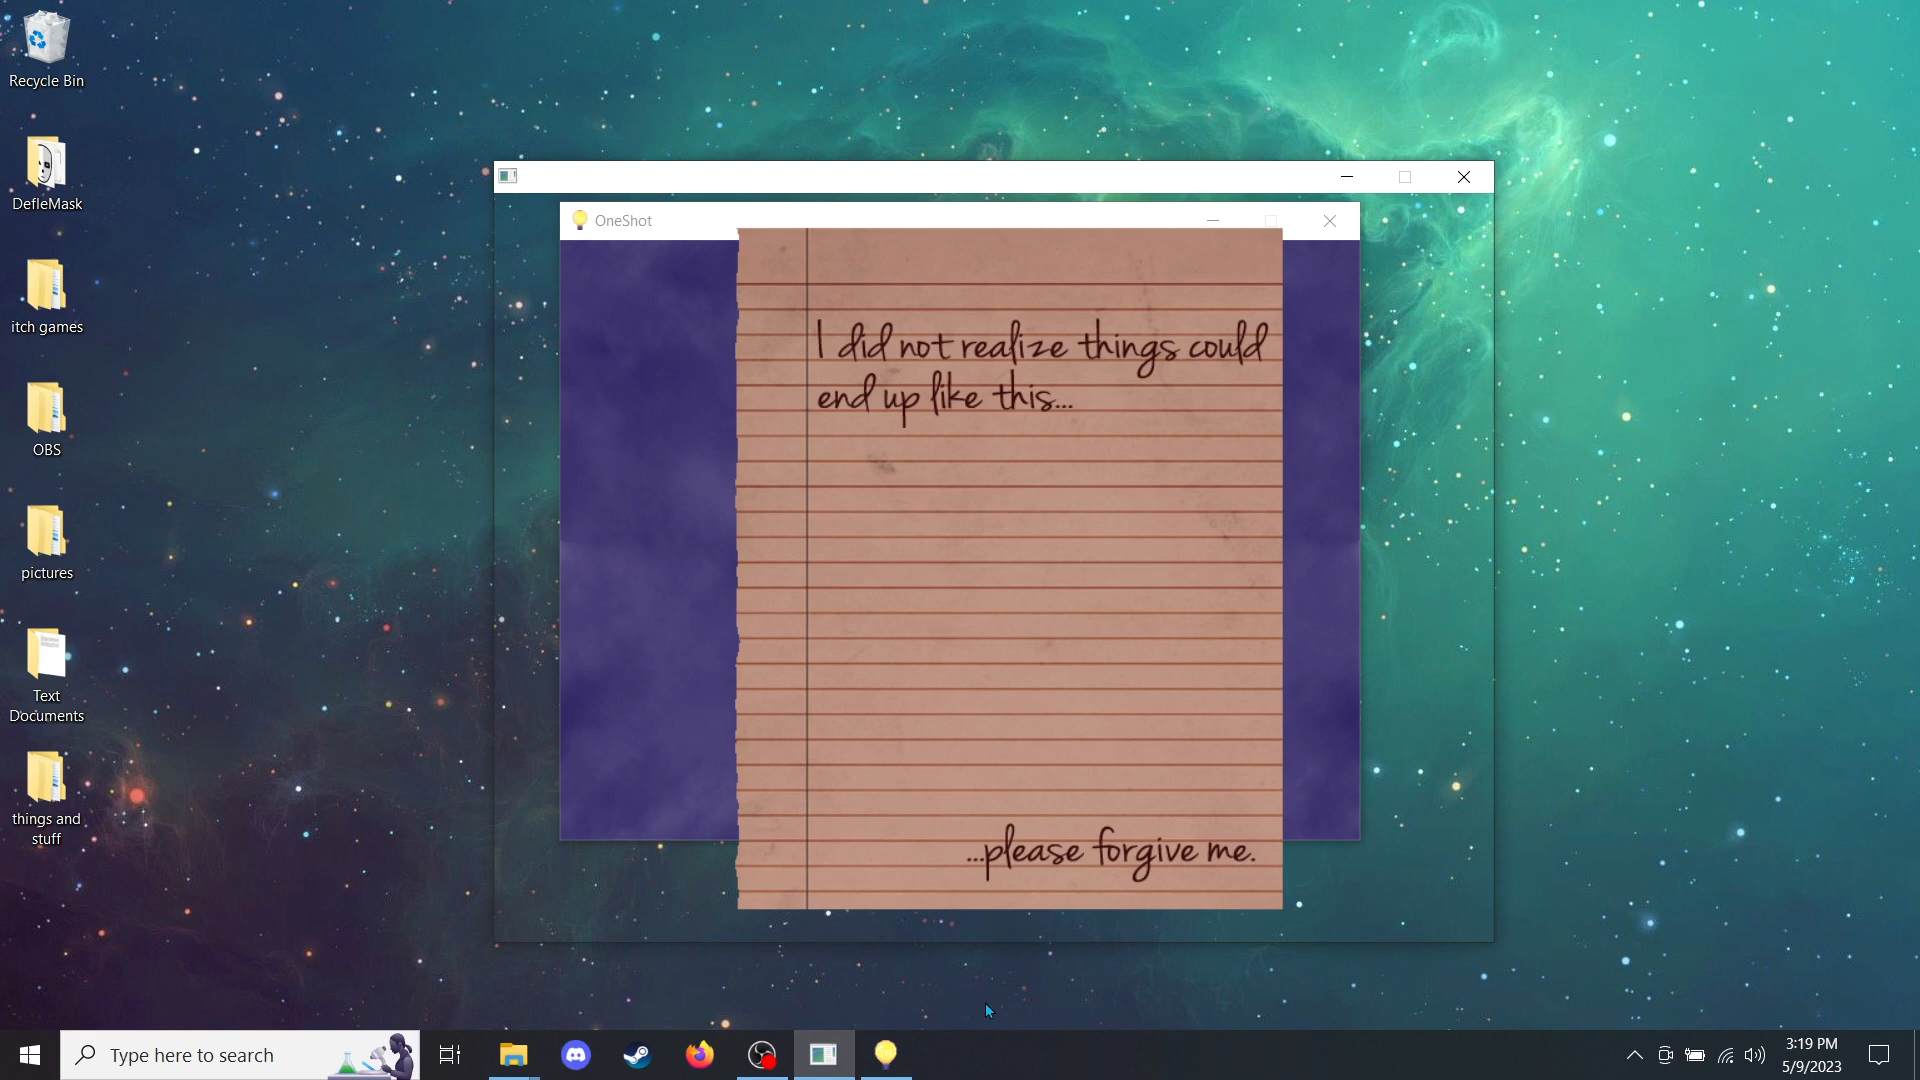 Recycle Bin
DefleMask
itch games
OBS
pictures
Text
Documents
things and
stuff
OneShot
I did not realize things could
end up like this...
...please forgive me.
Type here to search
3:19 PM
5/9/2023